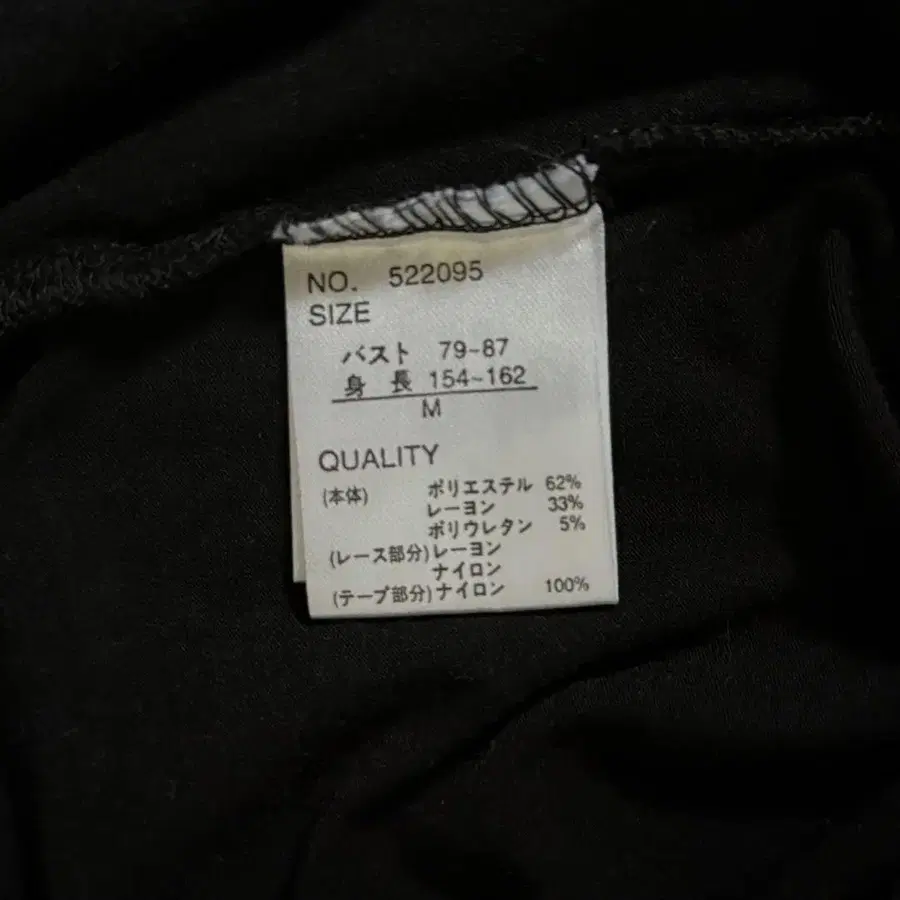 NO. 522095
SIZE
バスト 79~87
身 長 154~162
M
QUALITY
(本体) ポリエステル 62%
レーヨン 33%
ポリウレタン 5%
(レース部分) レーヨン
ナイロン
(テープ部分) ナイロン 100%